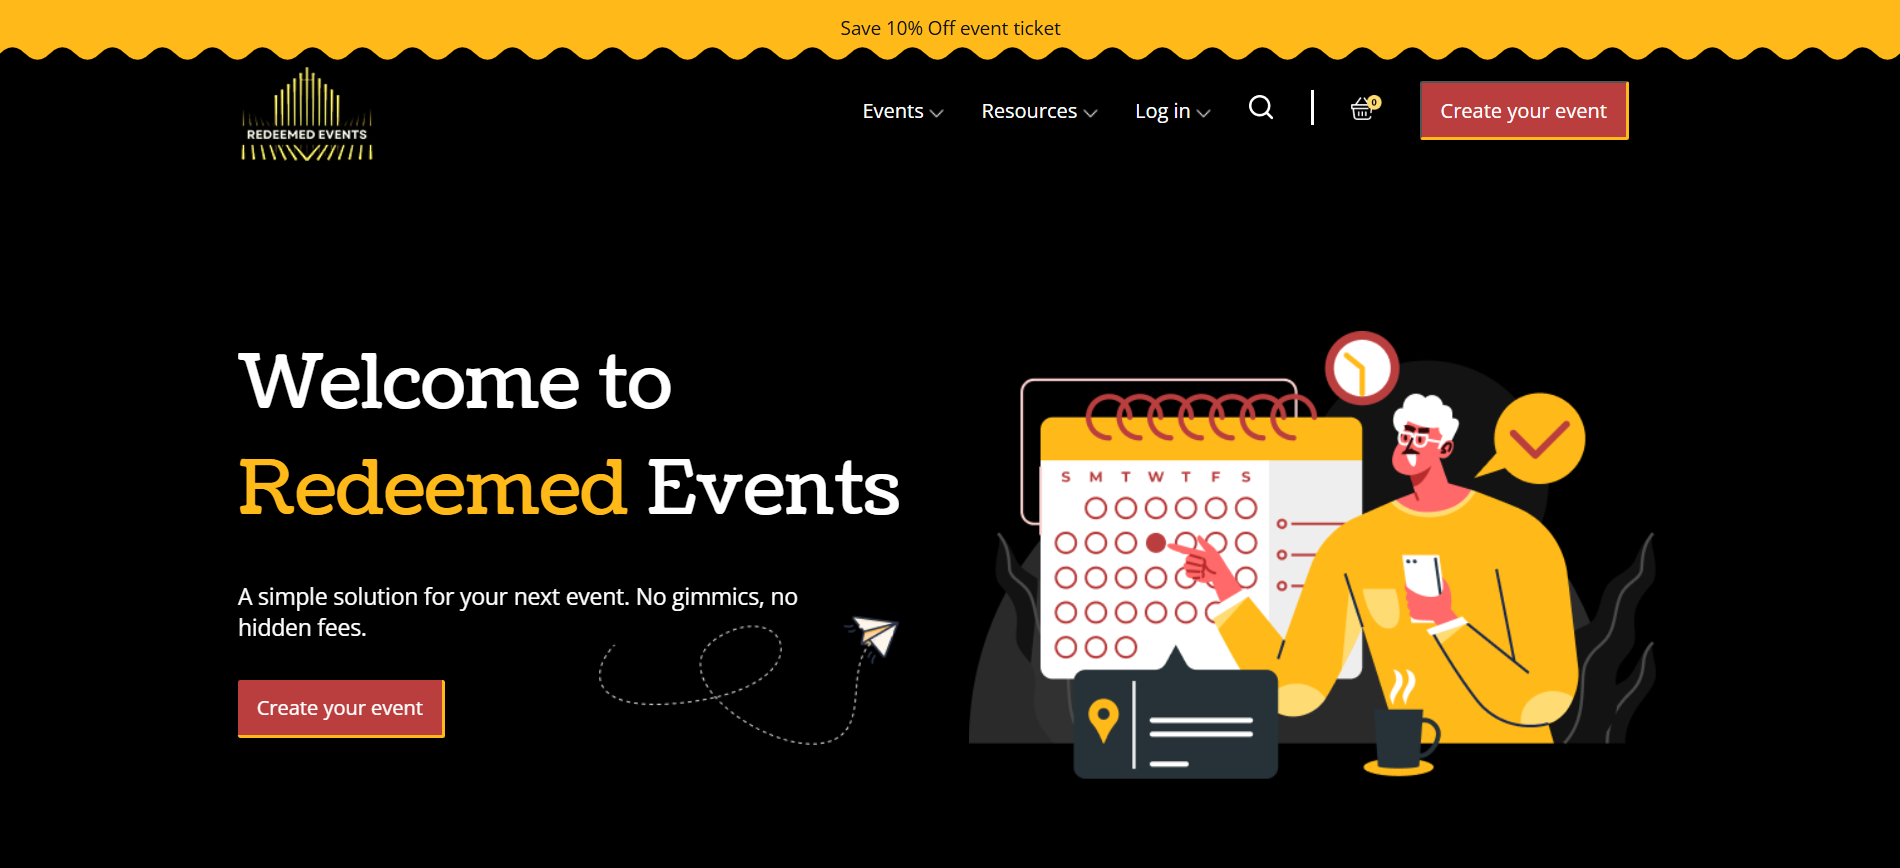 Save 10% Off event ticket
REDEEMED EVENTS
Events
Resources
Log in
0
Create your event
Welcome to
Redeemed Events
A simple solution for your next event. No gimmics, no
hidden fees.
Create your event
S M T W T F S